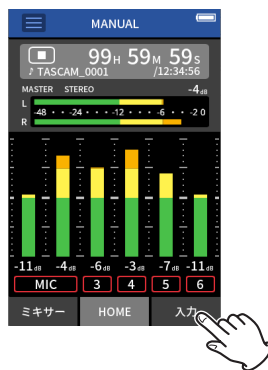 MANUAL
99H 59M 59S
♪ TASCAM_0001 /12:34:56
MASTER STEREO -4dB
L
-48 • • -24 • • • -12 • • • -6 • • -2 0
R
-11dB -4dB -6dB -3dB -7dB -11dB
MIC 3 4 5 6
ミキサー HOME 入力